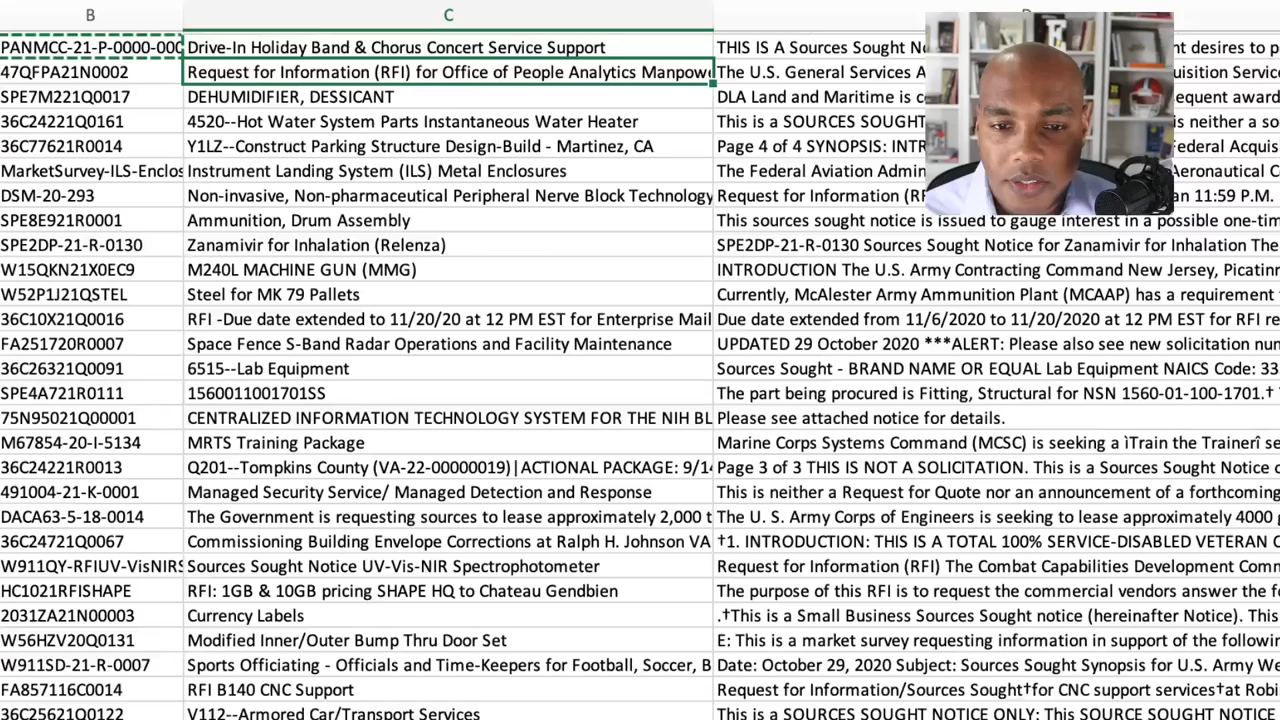 B C D
PANMCC-21-P-0000-000 Drive-In Holiday Band & Chorus Concert Service Support THIS IS A Sources Sought No nt desires to p
47QFPA21N0002 Request for Information (RFI) for Office of People Analytics Manpowe The U.S. General Services A uisition Service
SPE7M221Q0017 DEHUMIDIFIER, DESSICANT DLA Land and Maritime is c equent award
36C24221Q0161 4520--Hot Water System Parts Instantaneous Water Heater This is a SOURCES SOUGHT is neither a so
36C77621R0014 Y1LZ--Construct Parking Structure Design-Build - Martinez, CA Page 4 of 4 SYNOPSIS: INTR ederal Acquis
MarketSurvey-ILS-Enclos Instrument Landing System (ILS) Metal Enclosures The Federal Aviation Admin Aeronautical C
DSM-20-293 Non-invasive, Non-pharmaceutical Peripheral Nerve Block Technology Request for Information (RF an 11:59 P.M.
SPE8E921R0001 Ammunition, Drum Assembly This sources sought notice is issued to gauge interest in a possible one-tim
SPE2DP-21-R-0130 Zanamivir for Inhalation (Relenza) SPE2DP-21-R-0130 Sources Sought Notice for Zanamivir for Inhalation The
W15QKN21X0EC9 M240L MACHINE GUN (MMG) INTRODUCTION The U.S. Army Contracting Command New Jersey, Picatinn
W52P1J21QSTEL Steel for MK 79 Pallets Currently, McAlester Army Ammunition Plant (MCAAP) has a requirement
36C10X21Q0016 RFI -Due date extended to 11/20/20 at 12 PM EST for Enterprise Mail Due date extended from 11/6/2020 to 11/20/2020 at 12 PM EST for RFI re
FA251720R0007 Space Fence S-Band Radar Operations and Facility Maintenance UPDATED 29 October 2020 ***ALERT: Please also see new solicitation num
36C26321Q0091 6515--Lab Equipment Sources Sought - BRAND NAME OR EQUAL Lab Equipment NAICS Code: 33
SPE4A721R0111 1560011001701SS The part being procured is Fitting, Structural for NSN 1560-01-100-1701.†
75N95021Q00001 CENTRALIZED INFORMATION TECHNOLOGY SYSTEM FOR THE NIH BL Please see attached notice for details.
M67854-20-I-5134 MRTS Training Package Marine Corps Systems Command (MCSC) is seeking a ìTrain the Trainerî se
36C24221R0013 Q201--Tompkins County (VA-22-00000019)|ACTIONAL PACKAGE: 9/14 Page 3 of 3 THIS IS NOT A SOLICITATION. This is a Sources Sought Notice o
491004-21-K-0001 Managed Security Service/ Managed Detection and Response This is neither a Request for Quote nor an announcement of a forthcoming
DACA63-5-18-0014 The Government is requesting sources to lease approximately 2,000 t The U. S. Army Corps of Engineers is seeking to lease approximately 4000 g
36C24721Q0067 Commissioning Building Envelope Corrections at Ralph H. Johnson VA †1. INTRODUCTION: THIS IS A TOTAL 100% SERVICE-DISABLED VETERAN O
W911QY-RFIUV-VisNIRS Sources Sought Notice UV-Vis-NIR Spectrophotometer Request for Information (RFI) The Combat Capabilities Development Comm
HC1021RFISHAPE RFI: 1GB & 10GB pricing SHAPE HQ to Chateau Gendbien The purpose of this RFI is to request the commercial vendors answer the fo
2031ZA21N00003 Currency Labels .†This is a Small Business Sources Sought notice (hereinafter Notice). This
W56HZV20Q0131 Modified Inner/Outer Bump Thru Door Set E: This is a market survey requesting information in support of the followin
W911SD-21-R-0007 Sports Officiating - Officials and Time-Keepers for Football, Soccer, B Date: October 29, 2020 Subject: Sources Sought Synopsis for U.S. Army We
FA857116C0014 RFI B140 CNC Support Request for Information/Sources Sought†for CNC support services†at Robi
36C25621Q0122 V112--Armored Car/Transport Services This is a SOURCES SOUGHT NOTICE ONLY; This SOURCES SOUGHT NOTICE